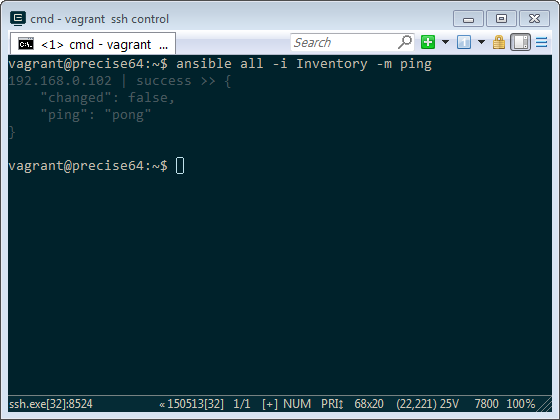 cmd - vagrant  ssh control
<1> cmd - vagrant  ...
Search
vagrant@precise64:~$ ansible all -i Inventory -m ping
192.168.0.102 | success >> {
    "changed": false,
    "ping": "pong"
}
vagrant@precise64:~$
ssh.exe[32]:8524 « 150513[32] 1/1 [+] NUM PRI↕ 68x20 (22,221) 25V 7800 100%